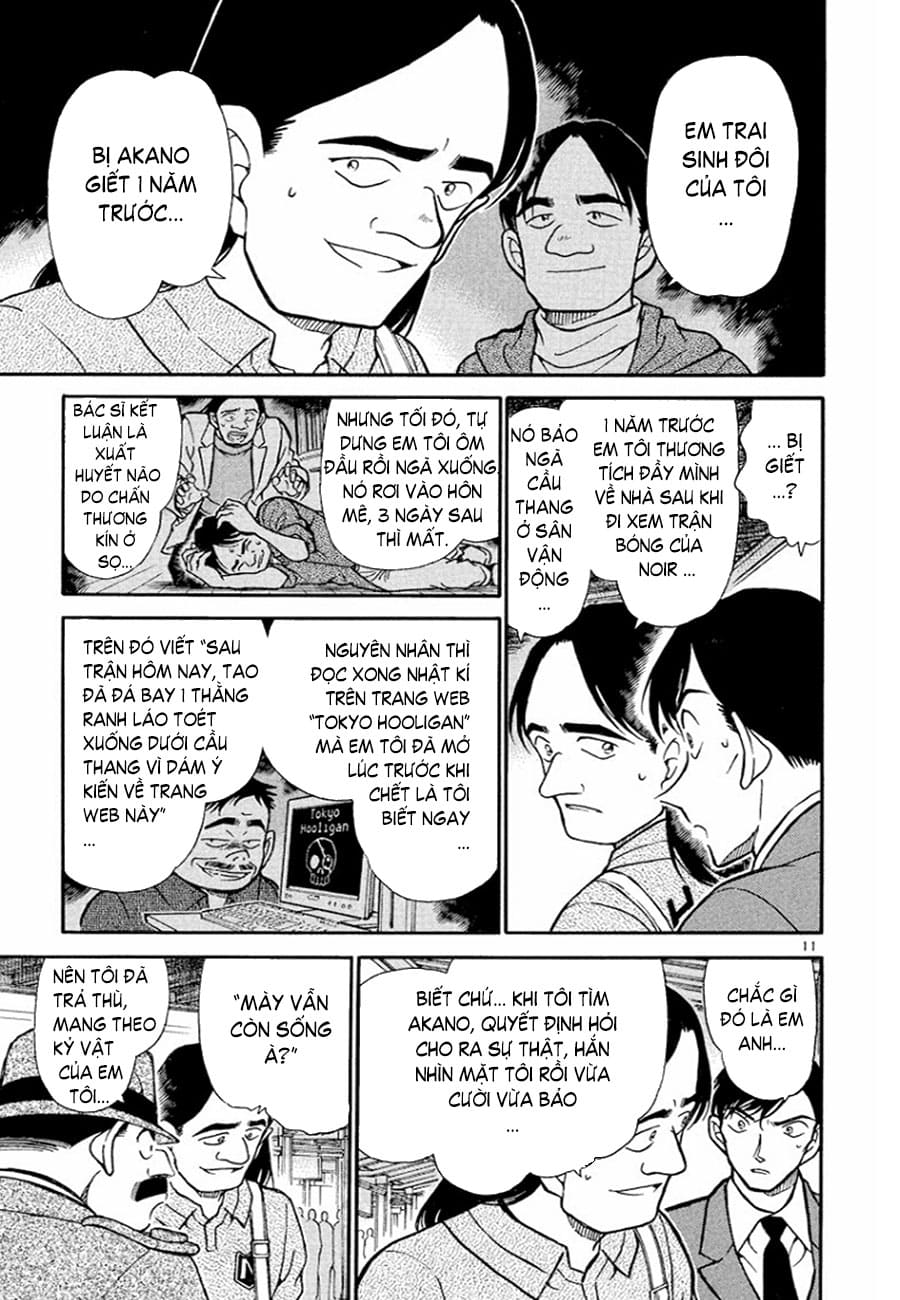 EM TRAI
SINH ĐÔI
CỦA TÔI
...
BỊ AKANO
GIẾT 1 NĂM
TRƯỚC...
... BỊ
GIẾT
...?
1 NĂM TRƯỚC
EM TÔI THƯƠNG
TÍCH ĐẦY MÌNH
VỀ NHÀ SAU KHI
ĐI XEM TRẬN
BÓNG CỦA
NOIR ...
NÓ BẢO
NGÃ
CẦU
THANG
Ở SÂN
VẬN
ĐỘNG
...
NHƯNG TỐI ĐÓ, TỰ
DƯNG EM TÔI ÔM
ĐẦU RỒI NGÃ XUỐNG
NÓ RƠI VÀO HÔN
MÊ, 3 NGÀY SAU
THÌ MẤT.
BÁC SĨ KẾT
LUẬN LÀ
XUẤT
HUYẾT NÃO
DO CHẤN
THƯƠNG
KÍN Ở
SỌ...
NGUYÊN NHÂN THÌ
ĐỌC XONG NHẬT KÍ
TRÊN TRANG WEB
“TOKYO HOOLIGAN”
MÀ EM TÔI ĐÃ MỞ
LÚC TRƯỚC KHI
CHẾT LÀ TÔI
BIẾT NGAY
...
TRÊN ĐÓ VIẾT “SAU
TRẬN HÔM NAY, TAO
ĐÃ ĐÁ BAY 1 THẰNG
RANH LÁO TOÉT
XUỐNG DƯỚI CẦU
THANG VÌ DÁM Ý
KIẾN VỀ TRANG
WEB NÀY”
...
Tokyo
Hooligan
11
CHẮC GÌ
ĐÓ LÀ EM
ANH...
BIẾT CHỨ... KHI TÔI TÌM
AKANO, QUYẾT ĐỊNH HỎI
CHO RA SỰ THẬT, HẮN
NHÌN MẶT TÔI RỒI VỪA
CƯỜI VỪA BẢO
...
“MÀY VẪN
CÒN SỐNG
À?”
NÊN TÔI ĐÃ
TRẢ THÙ,
MANG THEO
KỶ VẬT
CỦA EM
TÔI...
N